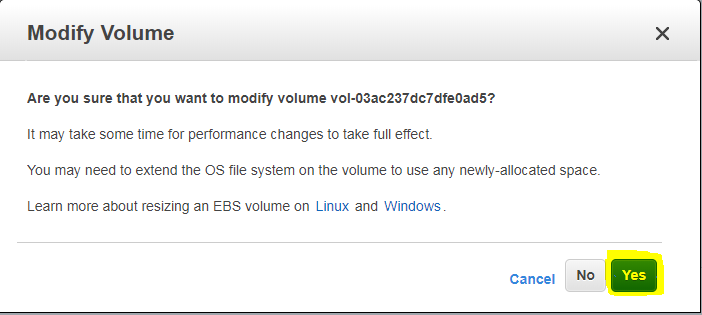 Modify Volume
Are you sure that you want to modify volume vol-03ac237dc7dfe0ad5?
It may take some time for performance changes to take full effect.
You may need to extend the OS file system on the volume to use any newly-allocated space.
Learn more about resizing an EBS volume on Linux and Windows.
Cancel No Yes